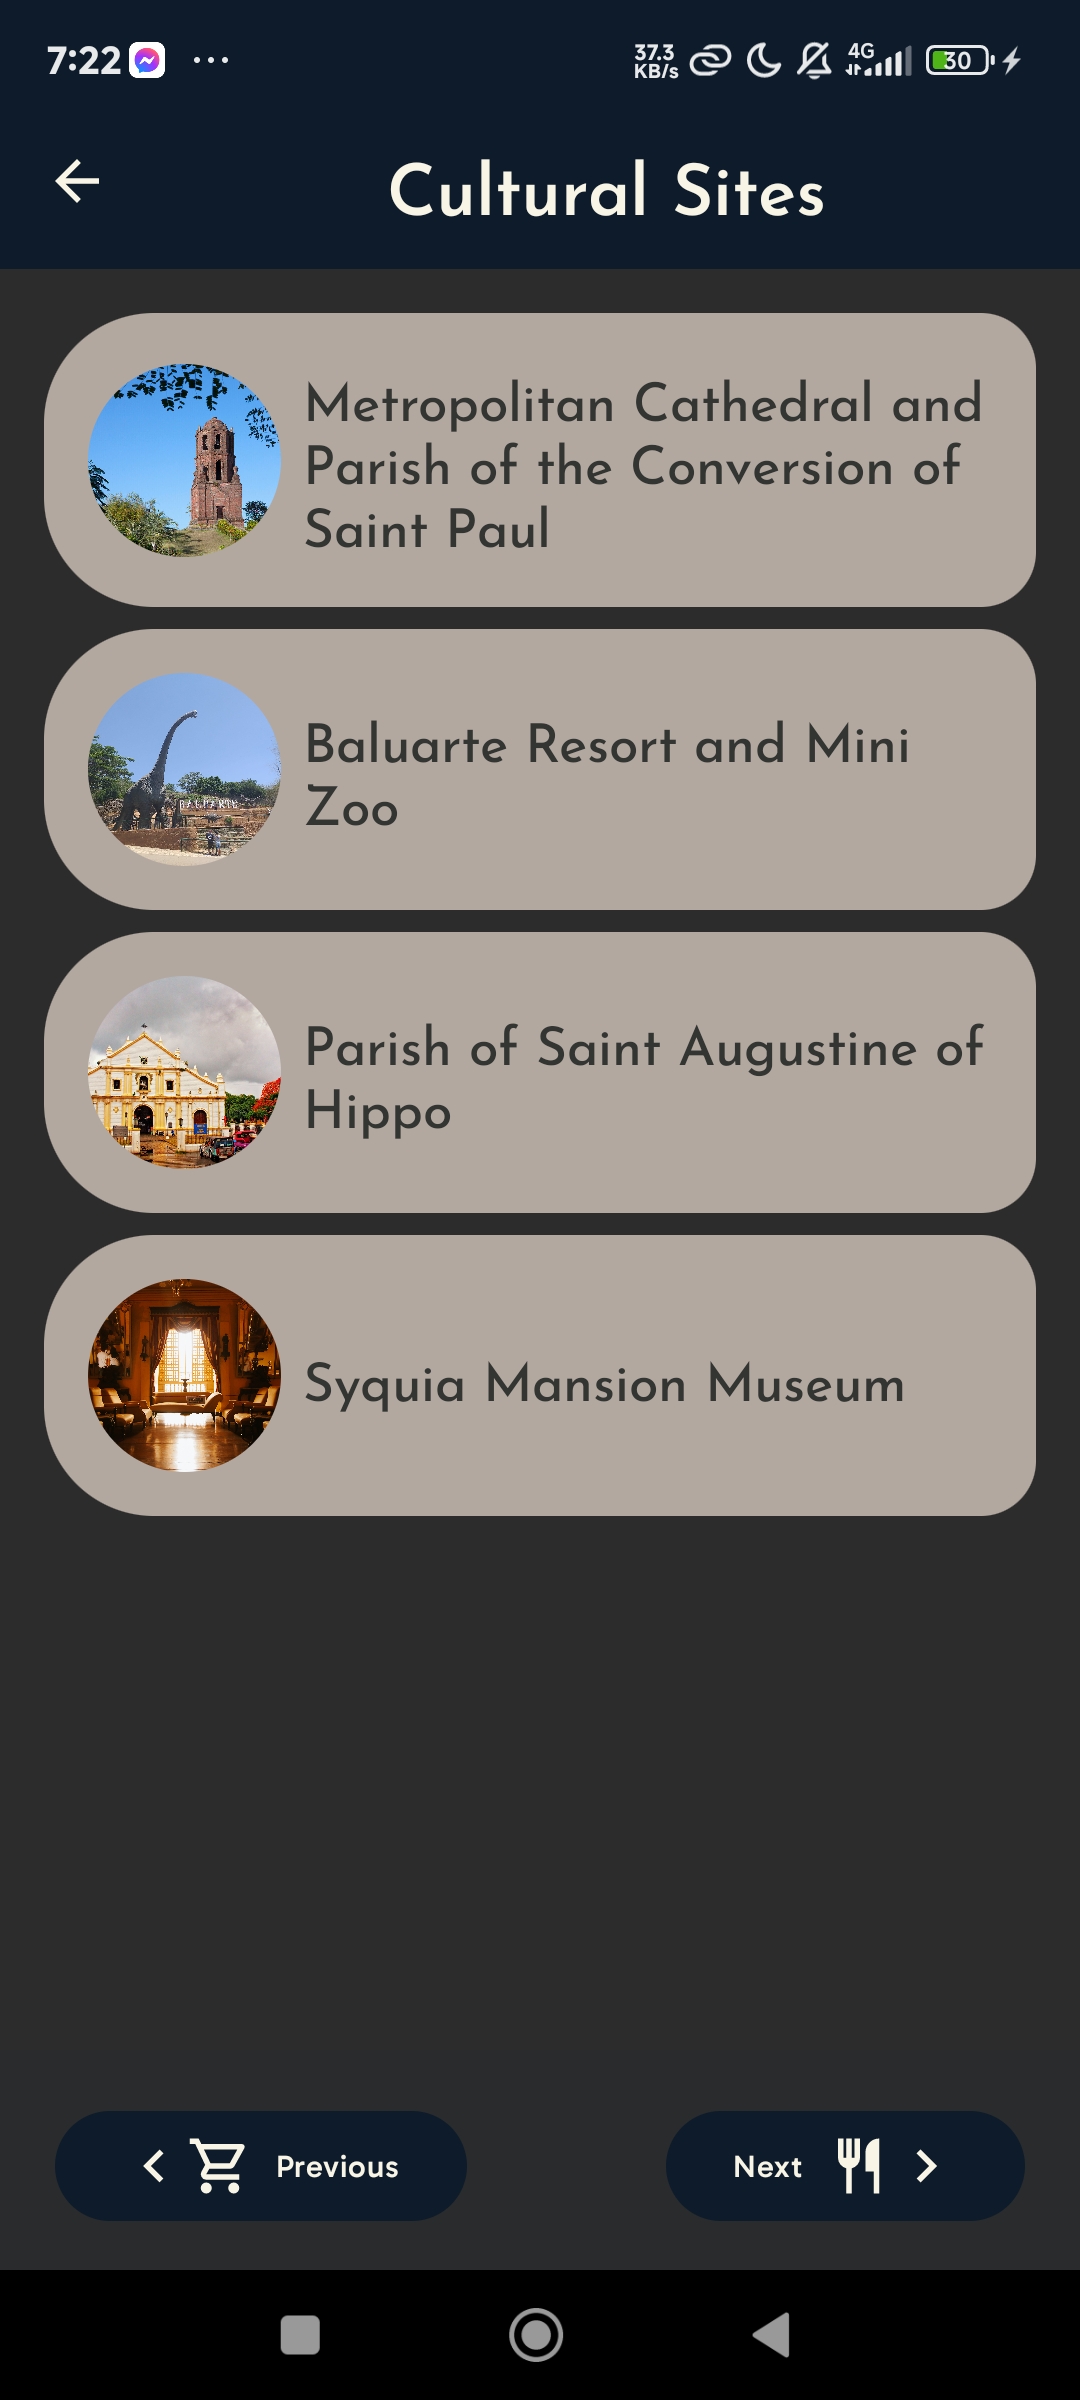 7:22 ... 37.3 KB/s 4G 30
Cultural Sites
Metropolitan Cathedral and
Parish of the Conversion of
Saint Paul
BALUARTE
Baluarte Resort and Mini
Zoo
Parish of Saint Augustine of
Hippo
Syquia Mansion Museum
Previous
Next